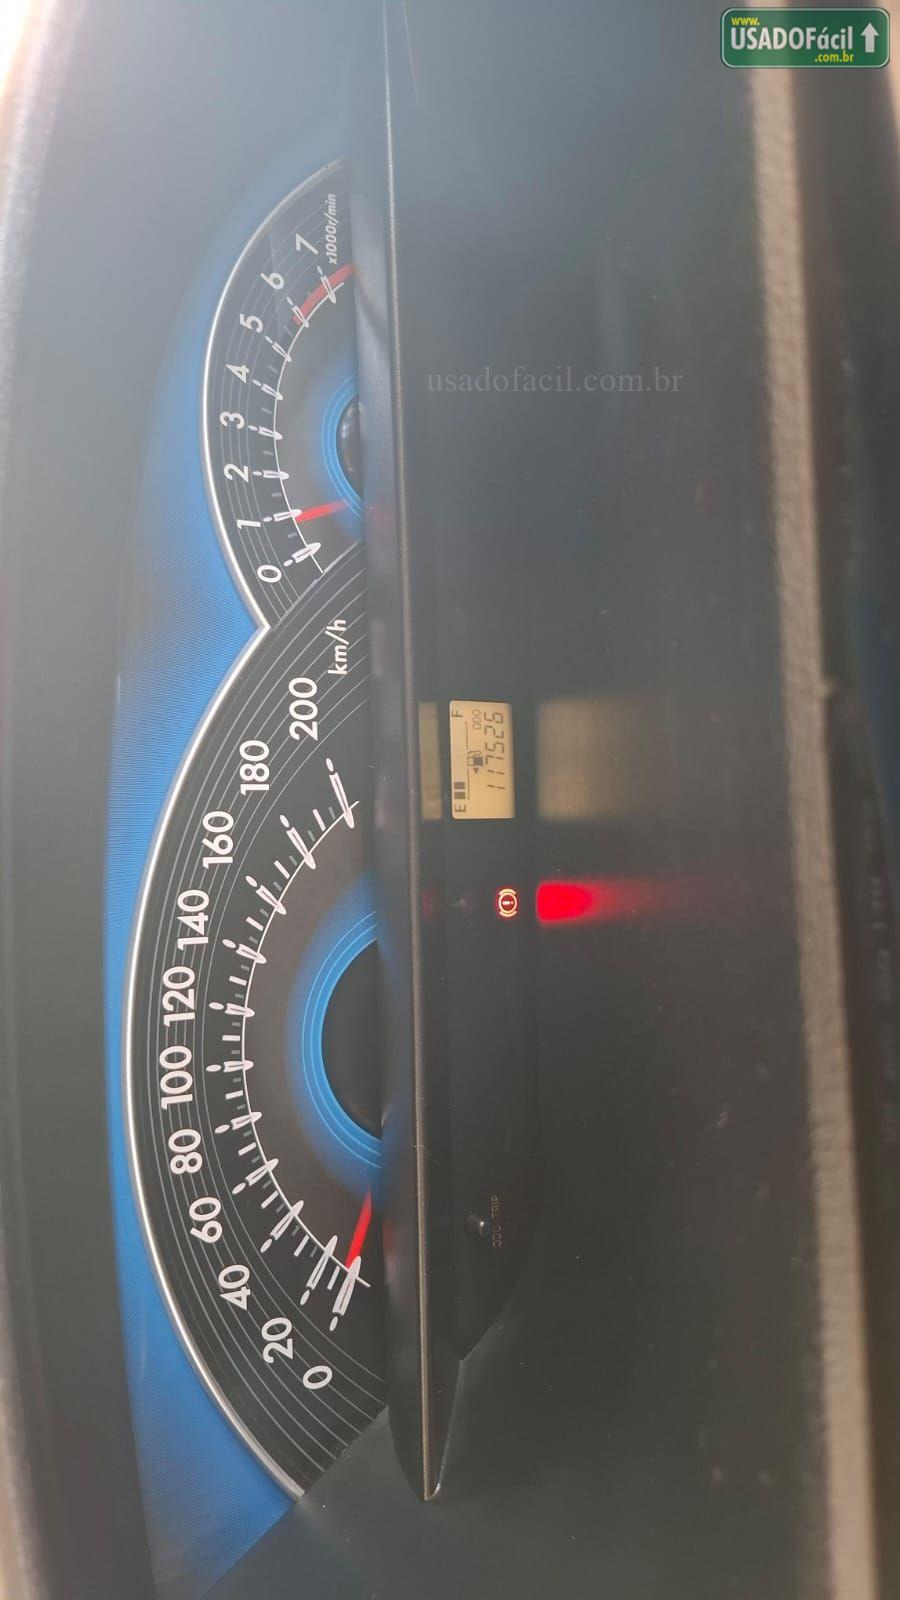 www.
USADOFácil
.com.br
x1000r/min
0 1 2 3 4 5 6 7
usadofacil.com.br
km/h
0 20 40 60 80 100 120 140 160 180 200
E F
ODO
117526
ODO TRIP